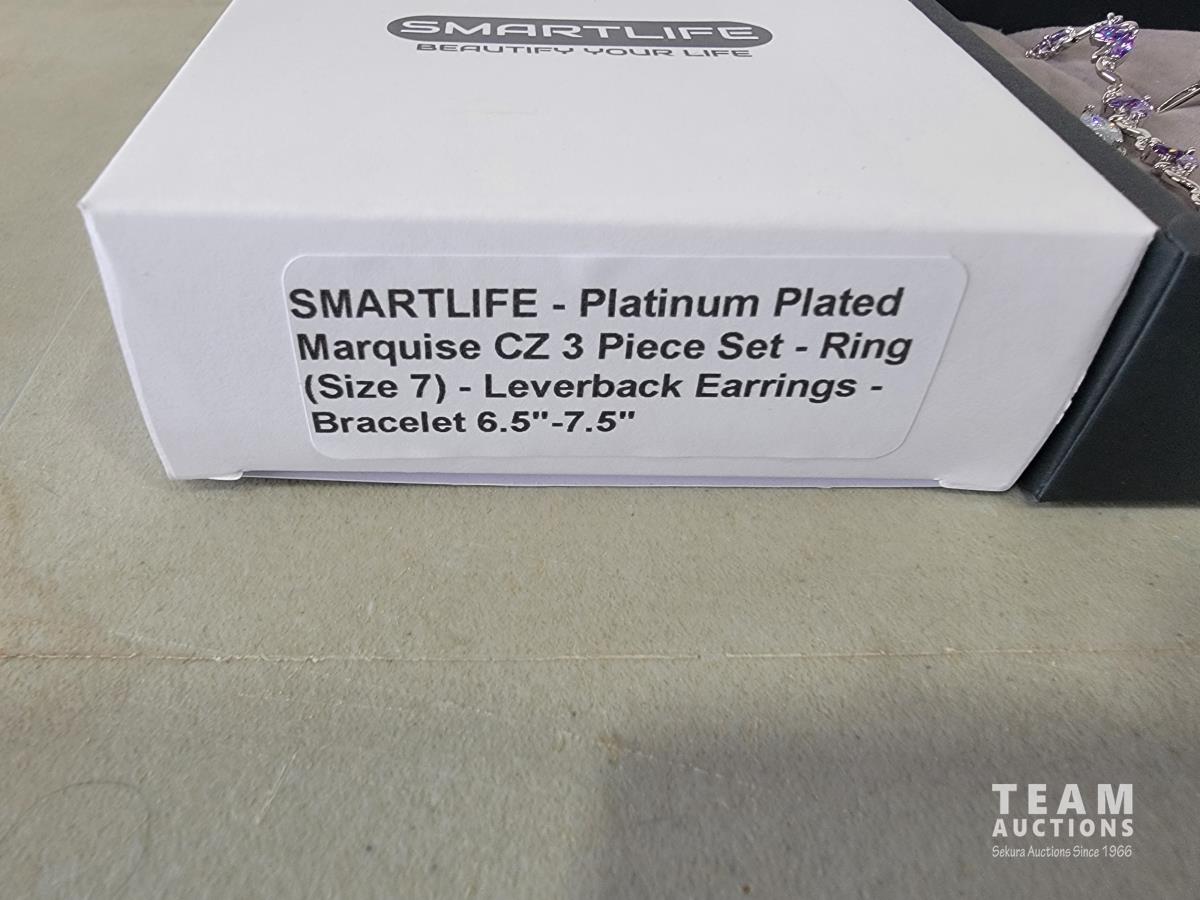 SMARTLIFE
BEAUTIFY YOUR LIFE
SMARTLIFE - Platinum Plated
Marquise CZ 3 Piece Set - Ring
(Size 7) - Leverback Earrings -
Bracelet 6.5"-7.5"
TEAM
AUCTIONS
Sekura Auctions Since 1966